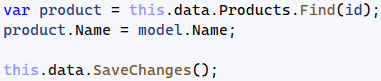 var product = this.data.Products.Find(id);
product.Name = model.Name;
this.data.SaveChanges();